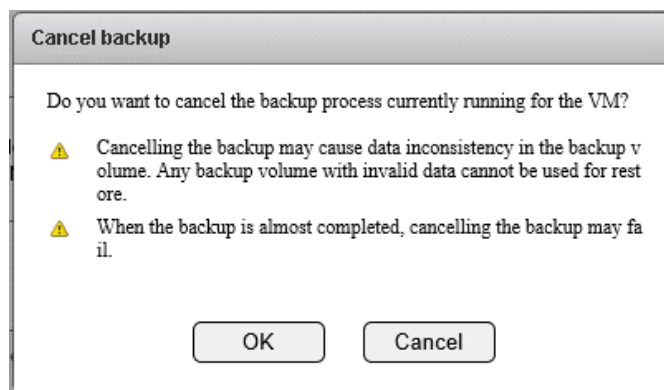 Cancel backup
Do you want to cancel the backup process currently running for the VM?
Cancelling the backup may cause data inconsistency in the backup v
olume. Any backup volume with invalid data cannot be used for rest
ore.
When the backup is almost completed, cancelling the backup may fa
il.
OK Cancel